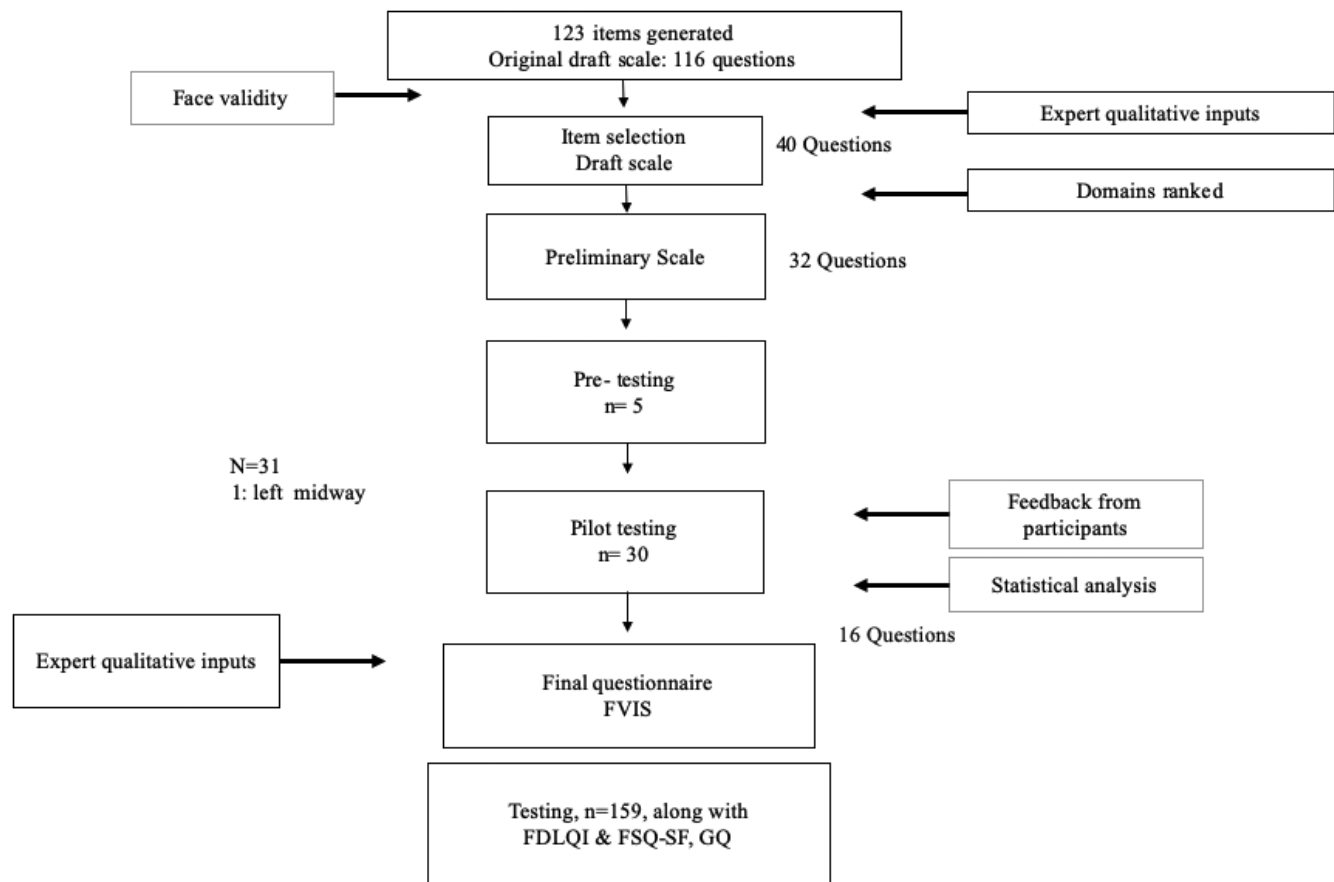 123 items generated
Original draft scale: 116 questions
Face validity
Expert qualitative inputs
Item selection
Draft scale
40 Questions
Domains ranked
Preliminary Scale
32 Questions
Pre- testing
n= 5
N=31
1: left midway
Pilot testing
n= 30
Feedback from
participants
Statistical analysis
16 Questions
Expert qualitative inputs
Final questionnaire
FVIS
Testing, n=159, along with
FDLQI & FSQ-SF, GQ